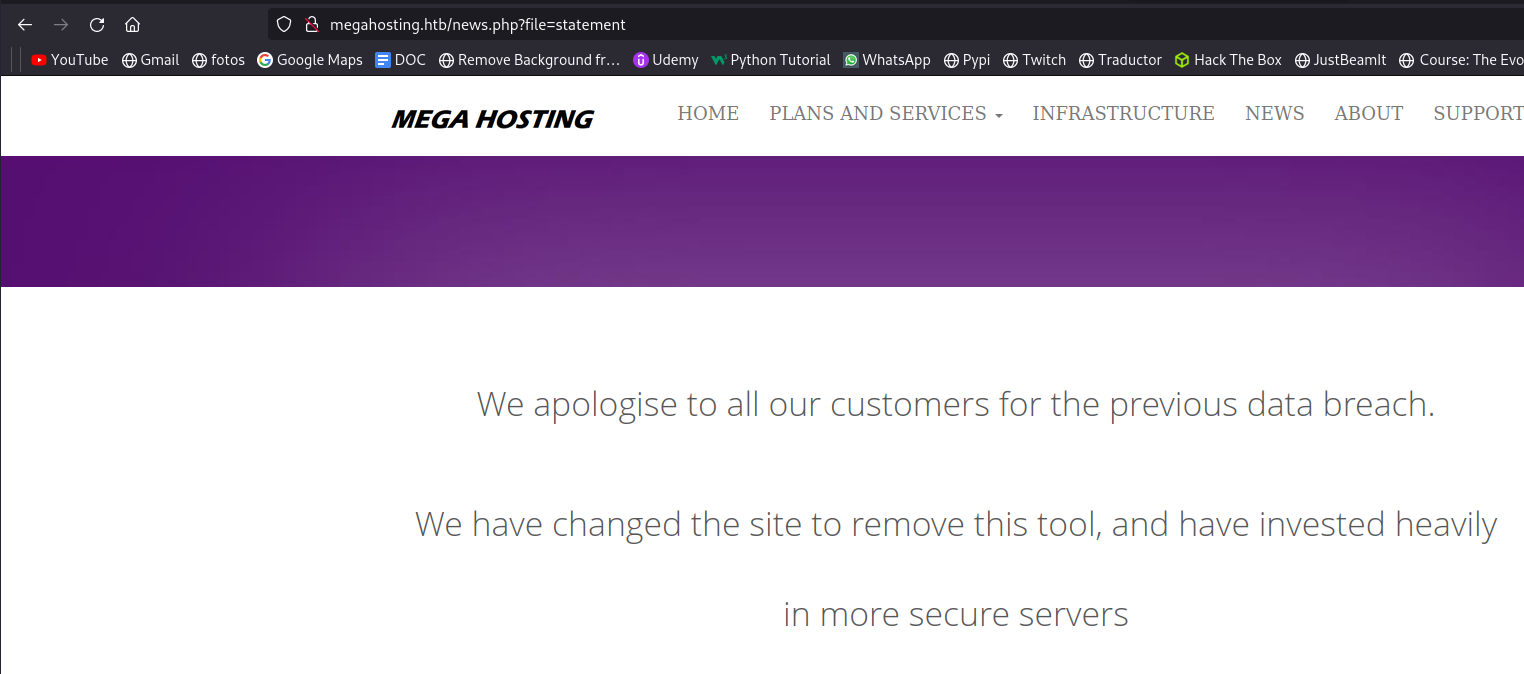 megahosting.htb/news.php?file=statement
YouTube Gmail fotos Google Maps DOC Remove Background fr... Udemy Python Tutorial WhatsApp Pypi Twitch Traductor Hack The Box JustBeamIt Course: The Evo
MEGA HOSTING HOME PLANS AND SERVICES INFRASTRUCTURE NEWS ABOUT SUPPORT
We apologise to all our customers for the previous data breach.
We have changed the site to remove this tool, and have invested heavily
in more secure servers